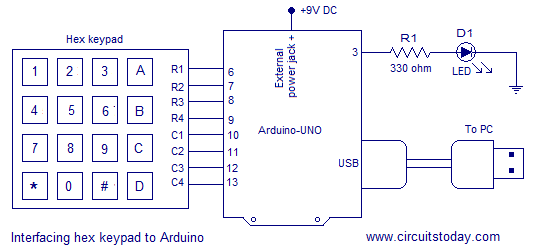 +9V DC
Hex keypad
1 2 3 A
4 5 6 B
7 8 9 C
* 0 # D
R1 6
R2 7
R3 8
R4 9
C1 10
C2 11
C3 12
C4 13
External
power jack +
Arduino-UNO
3
USB
R1
330 ohm
D1
LED
To PC
Interfacing hex keypad to Arduino
www.circuitstoday.com